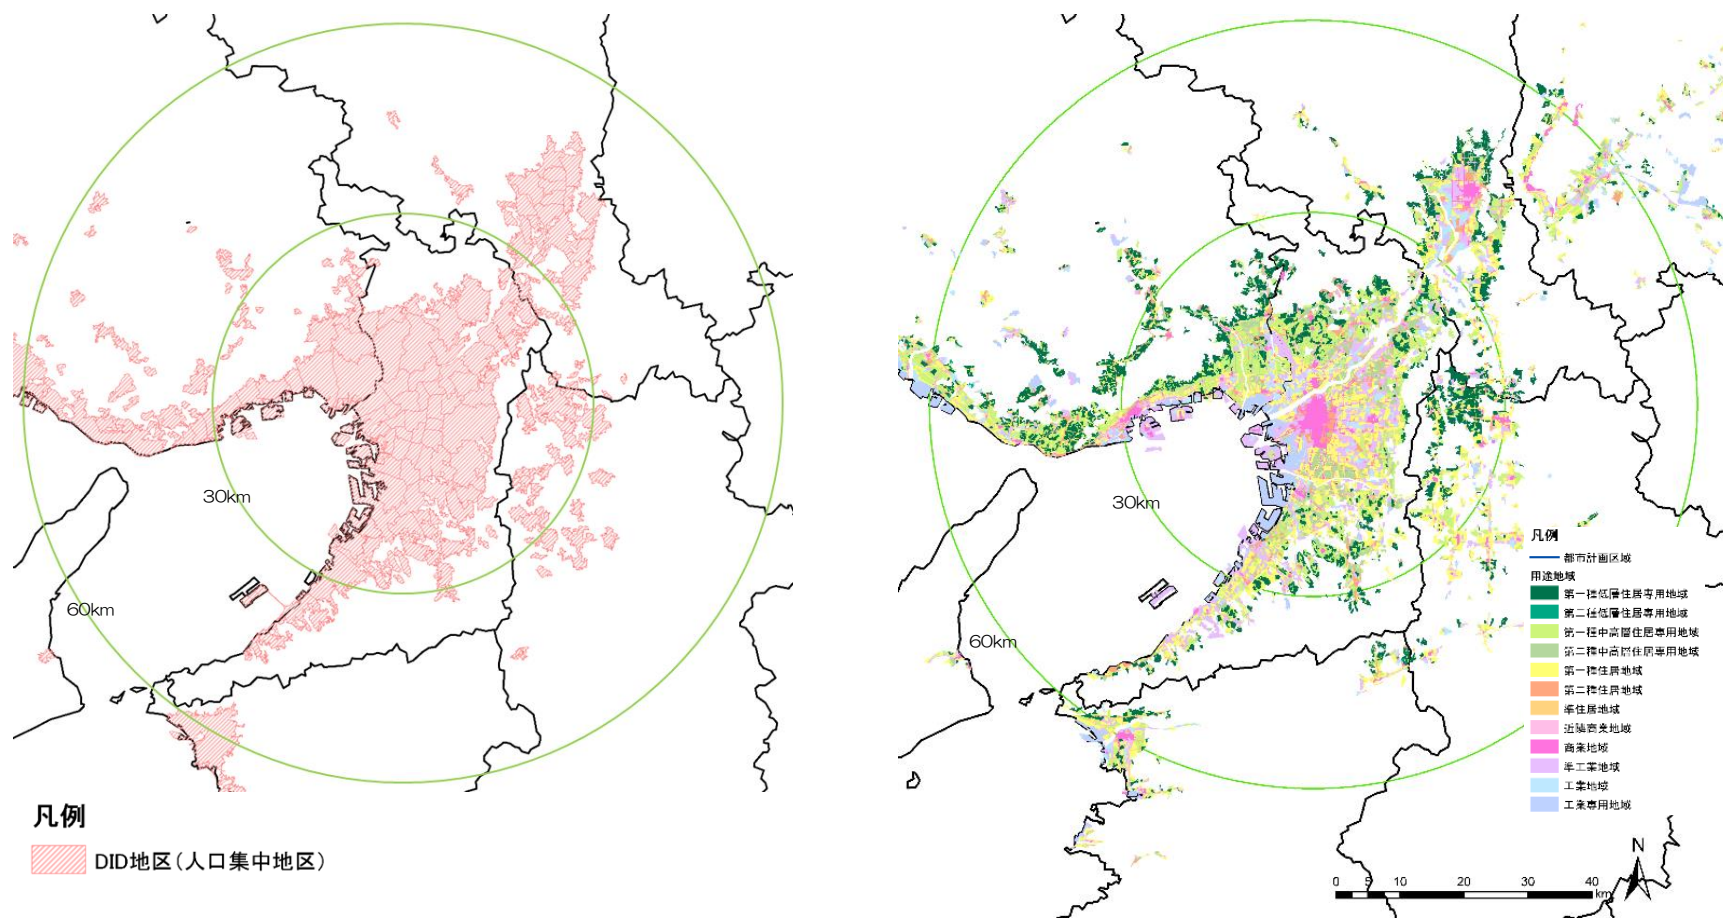 30km
60km
凡例
DID地区(人口集中地区)
30km
60km
凡例
都市計画区域
用途地域
第一種低層住居専用地域
第二種低層住居専用地域
第一種中高層住居専用地域
第二種中高層住居専用地域
第一種住居地域
第二種住居地域
準住居地域
近隣商業地域
商業地域
準工業地域
工業地域
工業専用地域
N
0 5 10 20 30 40
km